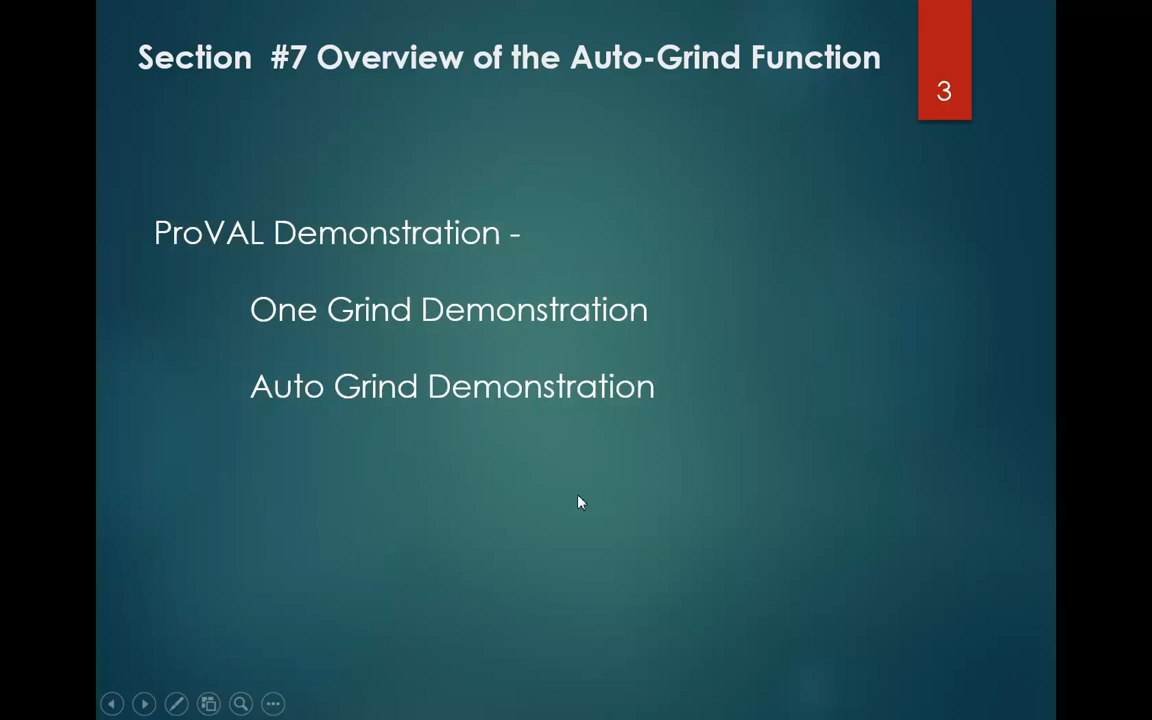 Section #7 Overview of the Auto-Grind Function
3
ProVAL Demonstration -
One Grind Demonstration
Auto Grind Demonstration